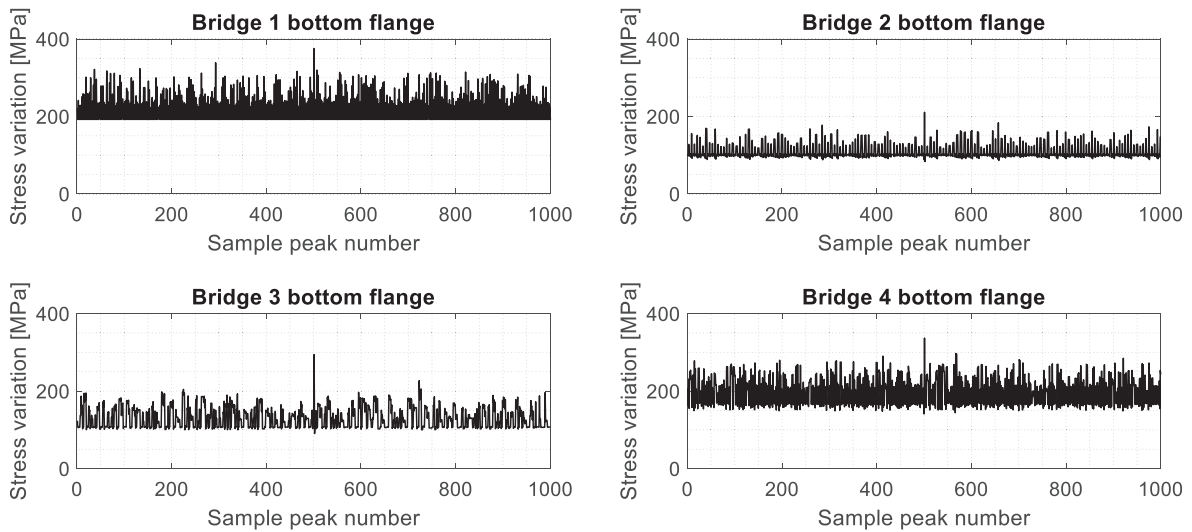 Bridge 1 bottom flange
Stress variation [MPa]
400
200
0
0 200 400 600 800 1000
Sample peak number
Bridge 2 bottom flange
Stress variation [MPa]
400
200
0
0 200 400 600 800 1000
Sample peak number
Bridge 3 bottom flange
Stress variation [MPa]
400
200
0
0 200 400 600 800 1000
Sample peak number
Bridge 4 bottom flange
Stress variation [MPa]
400
200
0
0 200 400 600 800 1000
Sample peak number